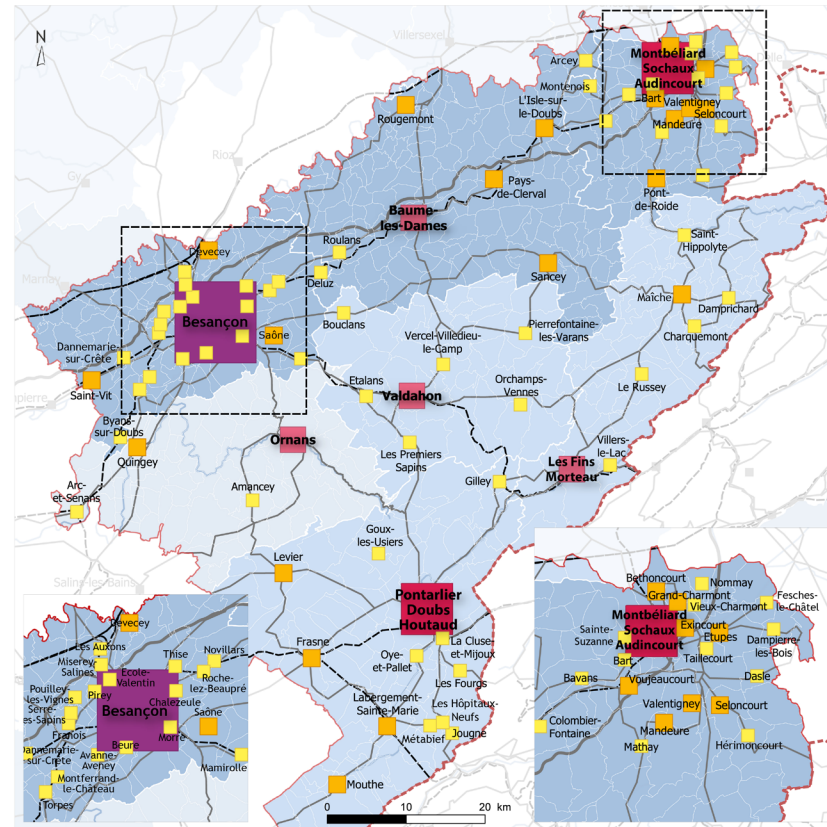 N
Villersexel
Montbéliard
Sochaux
Audincourt
Arcey
Montenois
L'Isle-sur-
le-Doubs
Bart
Valentigney
Seloncourt
Mandeure
Rougemont
Rioz
Gy
Pays-
de-Clerval
Pont-
de-Roide
Baume-
les-Dames
Saint-
Hippolyte
Devecey
Roulans
Deluz
Sancey
Marnay
Maîche
Damprichard
Besançon
Saône
Bouclans
Vercel-Villedieu-
le-Camp
Pierrefontaine-
les-Varans
Charquemont
Dannemarie-
sur-Crête
Saint-Vit
Etalans
Valdahon
Orchamps-
Vennes
Le Russey
Byans-
sur-Doubs
Quingey
Ornans
Les Premiers
Sapins
Les Fins
Morteau
Villers-
le-Lac
Gilley
Arc-
et-Senans
Amancey
Goux-
les-Usiers
Levier
Salins-les-Bains
Pontarlier
Doubs
Houtaud
La Cluse-
et-Mijoux
Frasne
Oye-
et-Pallet
Les Fourgs
Labergement-
Sainte-Marie
Les Hôpitaux-
Neufs
Métabief
Jougne
Mouthe
0 10 20 km
Devecey
Les Auxons
Thise
Novillars
Miserey-
Salines
Ecole-
Valentin
Roche-
lez-Beaupré
Pouilley-
les-Vignes
Pirey
Chalezeule
Serre-
les-Sapins
Besançon
Saône
Franois
Morre
Dannemarie-
sur-Crête
Avanne-
Aveney
Beure
Mamirolle
Montferrand-
le-Château
Torpes
Bethoncourt
Nommay
Grand-Charmont
Vieux-Charmont
Fesches-
le-Châtel
Montbéliard
Sochaux
Audincourt
Exincourt
Etupes
Sainte-
Suzanne
Dampierre-
les-Bois
Taillecourt
Bart
Bavans
Voujeaucourt
Dasle
Valentigney
Seloncourt
Colombier-
Fontaine
Mandeure
Mathay
Hérimoncourt